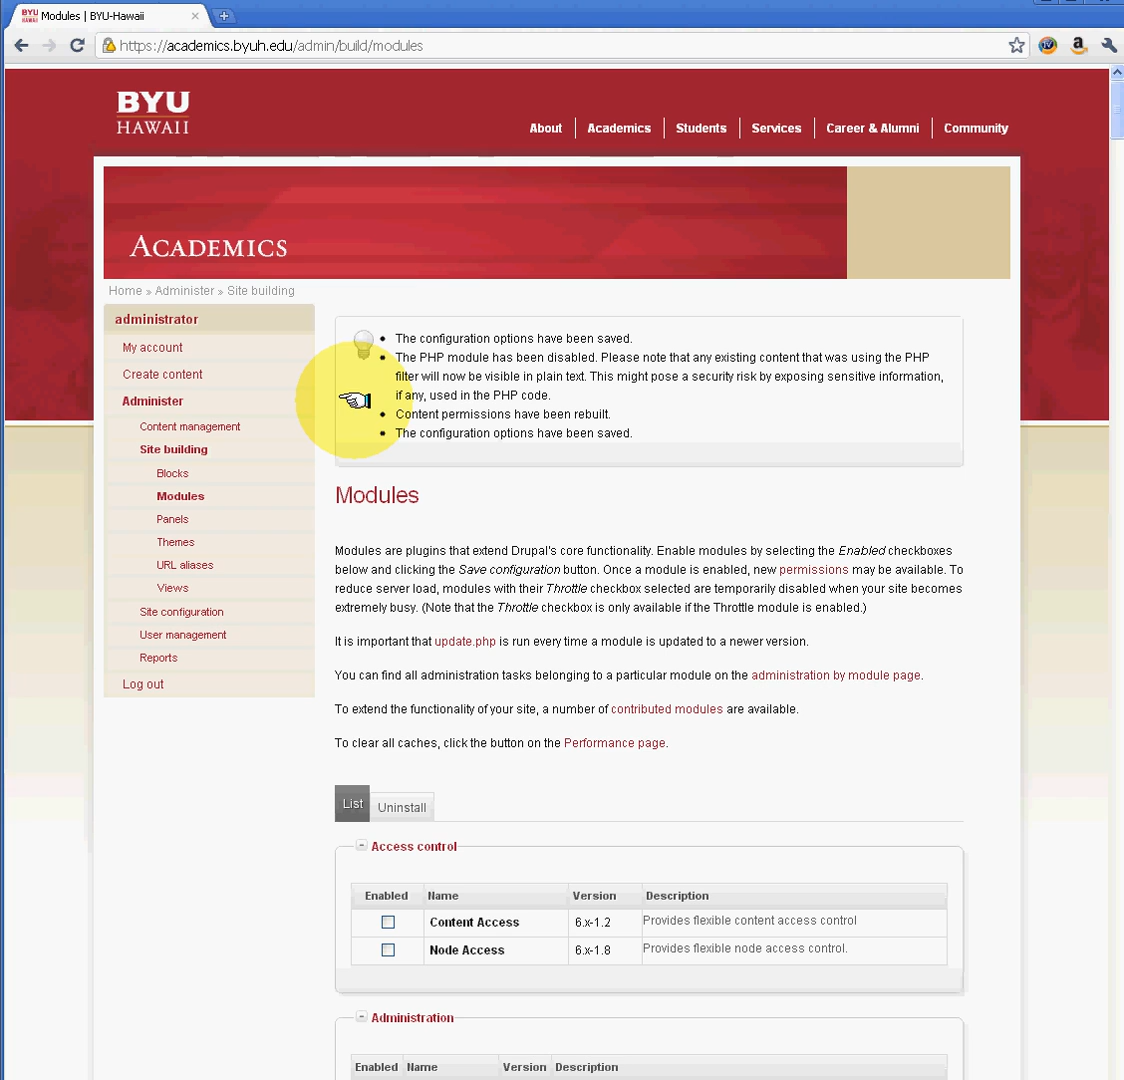 Modules | BYU-Hawaii
https://academics.byuh.edu/admin/build/modules
BYU
HAWAII
About
Academics
Students
Services
Career & Alumni
Community
ACADEMICS
Home » Administer » Site building
administrator
My account
Create content
Administer
Content management
Site building
Blocks
Modules
Panels
Themes
URL aliases
Views
Site configuration
User management
Reports
Log out
The configuration options have been saved.
The PHP module has been disabled. Please note that any existing content that was using the PHP
filter will now be visible in plain text. This might pose a security risk by exposing sensitive information,
if any, used in the PHP code.
Content permissions have been rebuilt.
The configuration options have been saved.
Modules
Modules are plugins that extend Drupal's core functionality. Enable modules by selecting the Enabled checkboxes
below and clicking the Save configuration button. Once a module is enabled, new permissions may be available. To
reduce server load, modules with their Throttle checkbox selected are temporarily disabled when your site becomes
extremely busy. (Note that the Throttle checkbox is only available if the Throttle module is enabled.)
It is important that update.php is run every time a module is updated to a newer version.
You can find all administration tasks belonging to a particular module on the administration by module page.
To extend the functionality of your site, a number of contributed modules are available.
To clear all caches, click the button on the Performance page.
List
Uninstall
Access control
Enabled Name Version Description
Content Access 6.x-1.2 Provides flexible content access control
Node Access 6.x-1.8 Provides flexible node access control.
Administration
Enabled Name Version Description